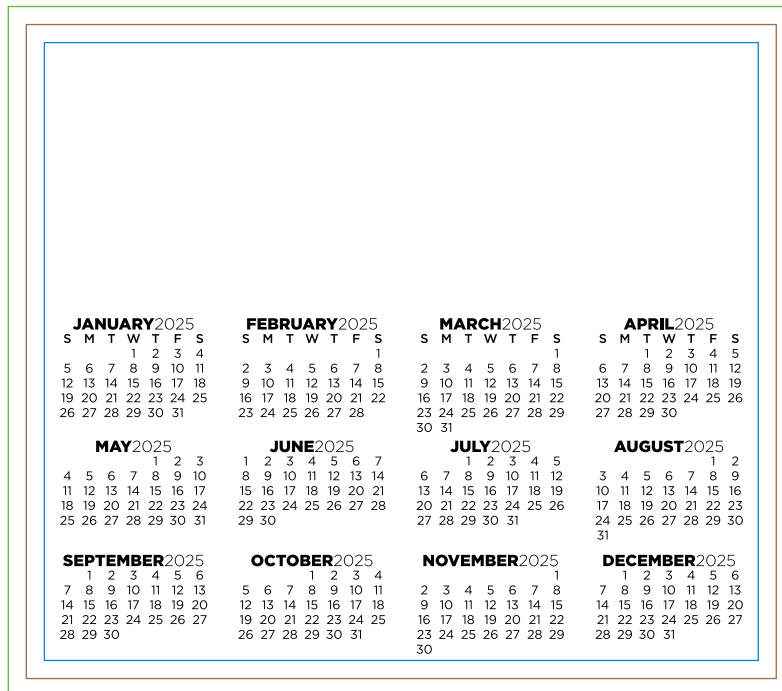 JANUARY2025
S M T W T F S
1 2 3 4
5 6 7 8 9 10 11
12 13 14 15 16 17 18
19 20 21 22 23 24 25
26 27 28 29 30 31
FEBRUARY2025
S M T W T F S
1
2 3 4 5 6 7 8
9 10 11 12 13 14 15
16 17 18 19 20 21 22
23 24 25 26 27 28
MARCH2025
S M T W T F S
1
2 3 4 5 6 7 8
9 10 11 12 13 14 15
16 17 18 19 20 21 22
23 24 25 26 27 28 29
30 31
APRIL2025
S M T W T F S
1 2 3 4 5
6 7 8 9 10 11 12
13 14 15 16 17 18 19
20 21 22 23 24 25 26
27 28 29 30
MAY2025
1 2 3
4 5 6 7 8 9 10
11 12 13 14 15 16 17
18 19 20 21 22 23 24
25 26 27 28 29 30 31
JUNE2025
1 2 3 4 5 6 7
8 9 10 11 12 13 14
15 16 17 18 19 20 21
22 23 24 25 26 27 28
29 30
JULY2025
1 2 3 4 5
6 7 8 9 10 11 12
13 14 15 16 17 18 19
20 21 22 23 24 25 26
27 28 29 30 31
AUGUST2025
1 2
3 4 5 6 7 8 9
10 11 12 13 14 15 16
17 18 19 20 21 22 23
24 25 26 27 28 29 30
31
SEPTEMBER2025
1 2 3 4 5 6
7 8 9 10 11 12 13
14 15 16 17 18 19 20
21 22 23 24 25 26 27
28 29 30
OCTOBER2025
1 2 3 4
5 6 7 8 9 10 11
12 13 14 15 16 17 18
19 20 21 22 23 24 25
26 27 28 29 30 31
NOVEMBER2025
1
2 3 4 5 6 7 8
9 10 11 12 13 14 15
16 17 18 19 20 21 22
23 24 25 26 27 28 29
30
DECEMBER2025
1 2 3 4 5 6
7 8 9 10 11 12 13
14 15 16 17 18 19 20
21 22 23 24 25 26 27
28 29 30 31